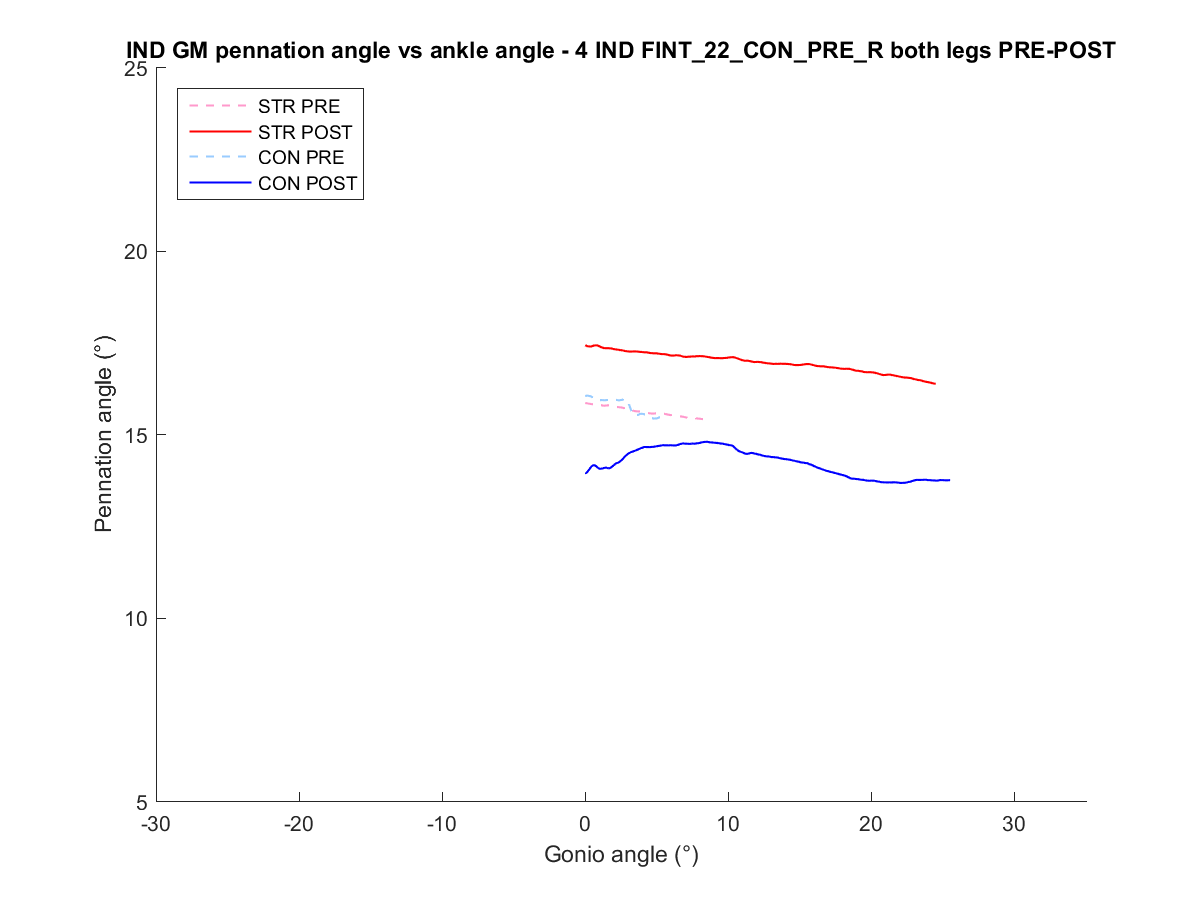 IND GM pennation angle vs ankle angle - 4 IND FINT_22_CON_PRE_R both legs PRE-POST
25
STR PRE
STR POST
CON PRE
CON POST
20
15
10
5
Pennation angle (°)
-30 -20 -10 0 10 20 30
Gonio angle (°)